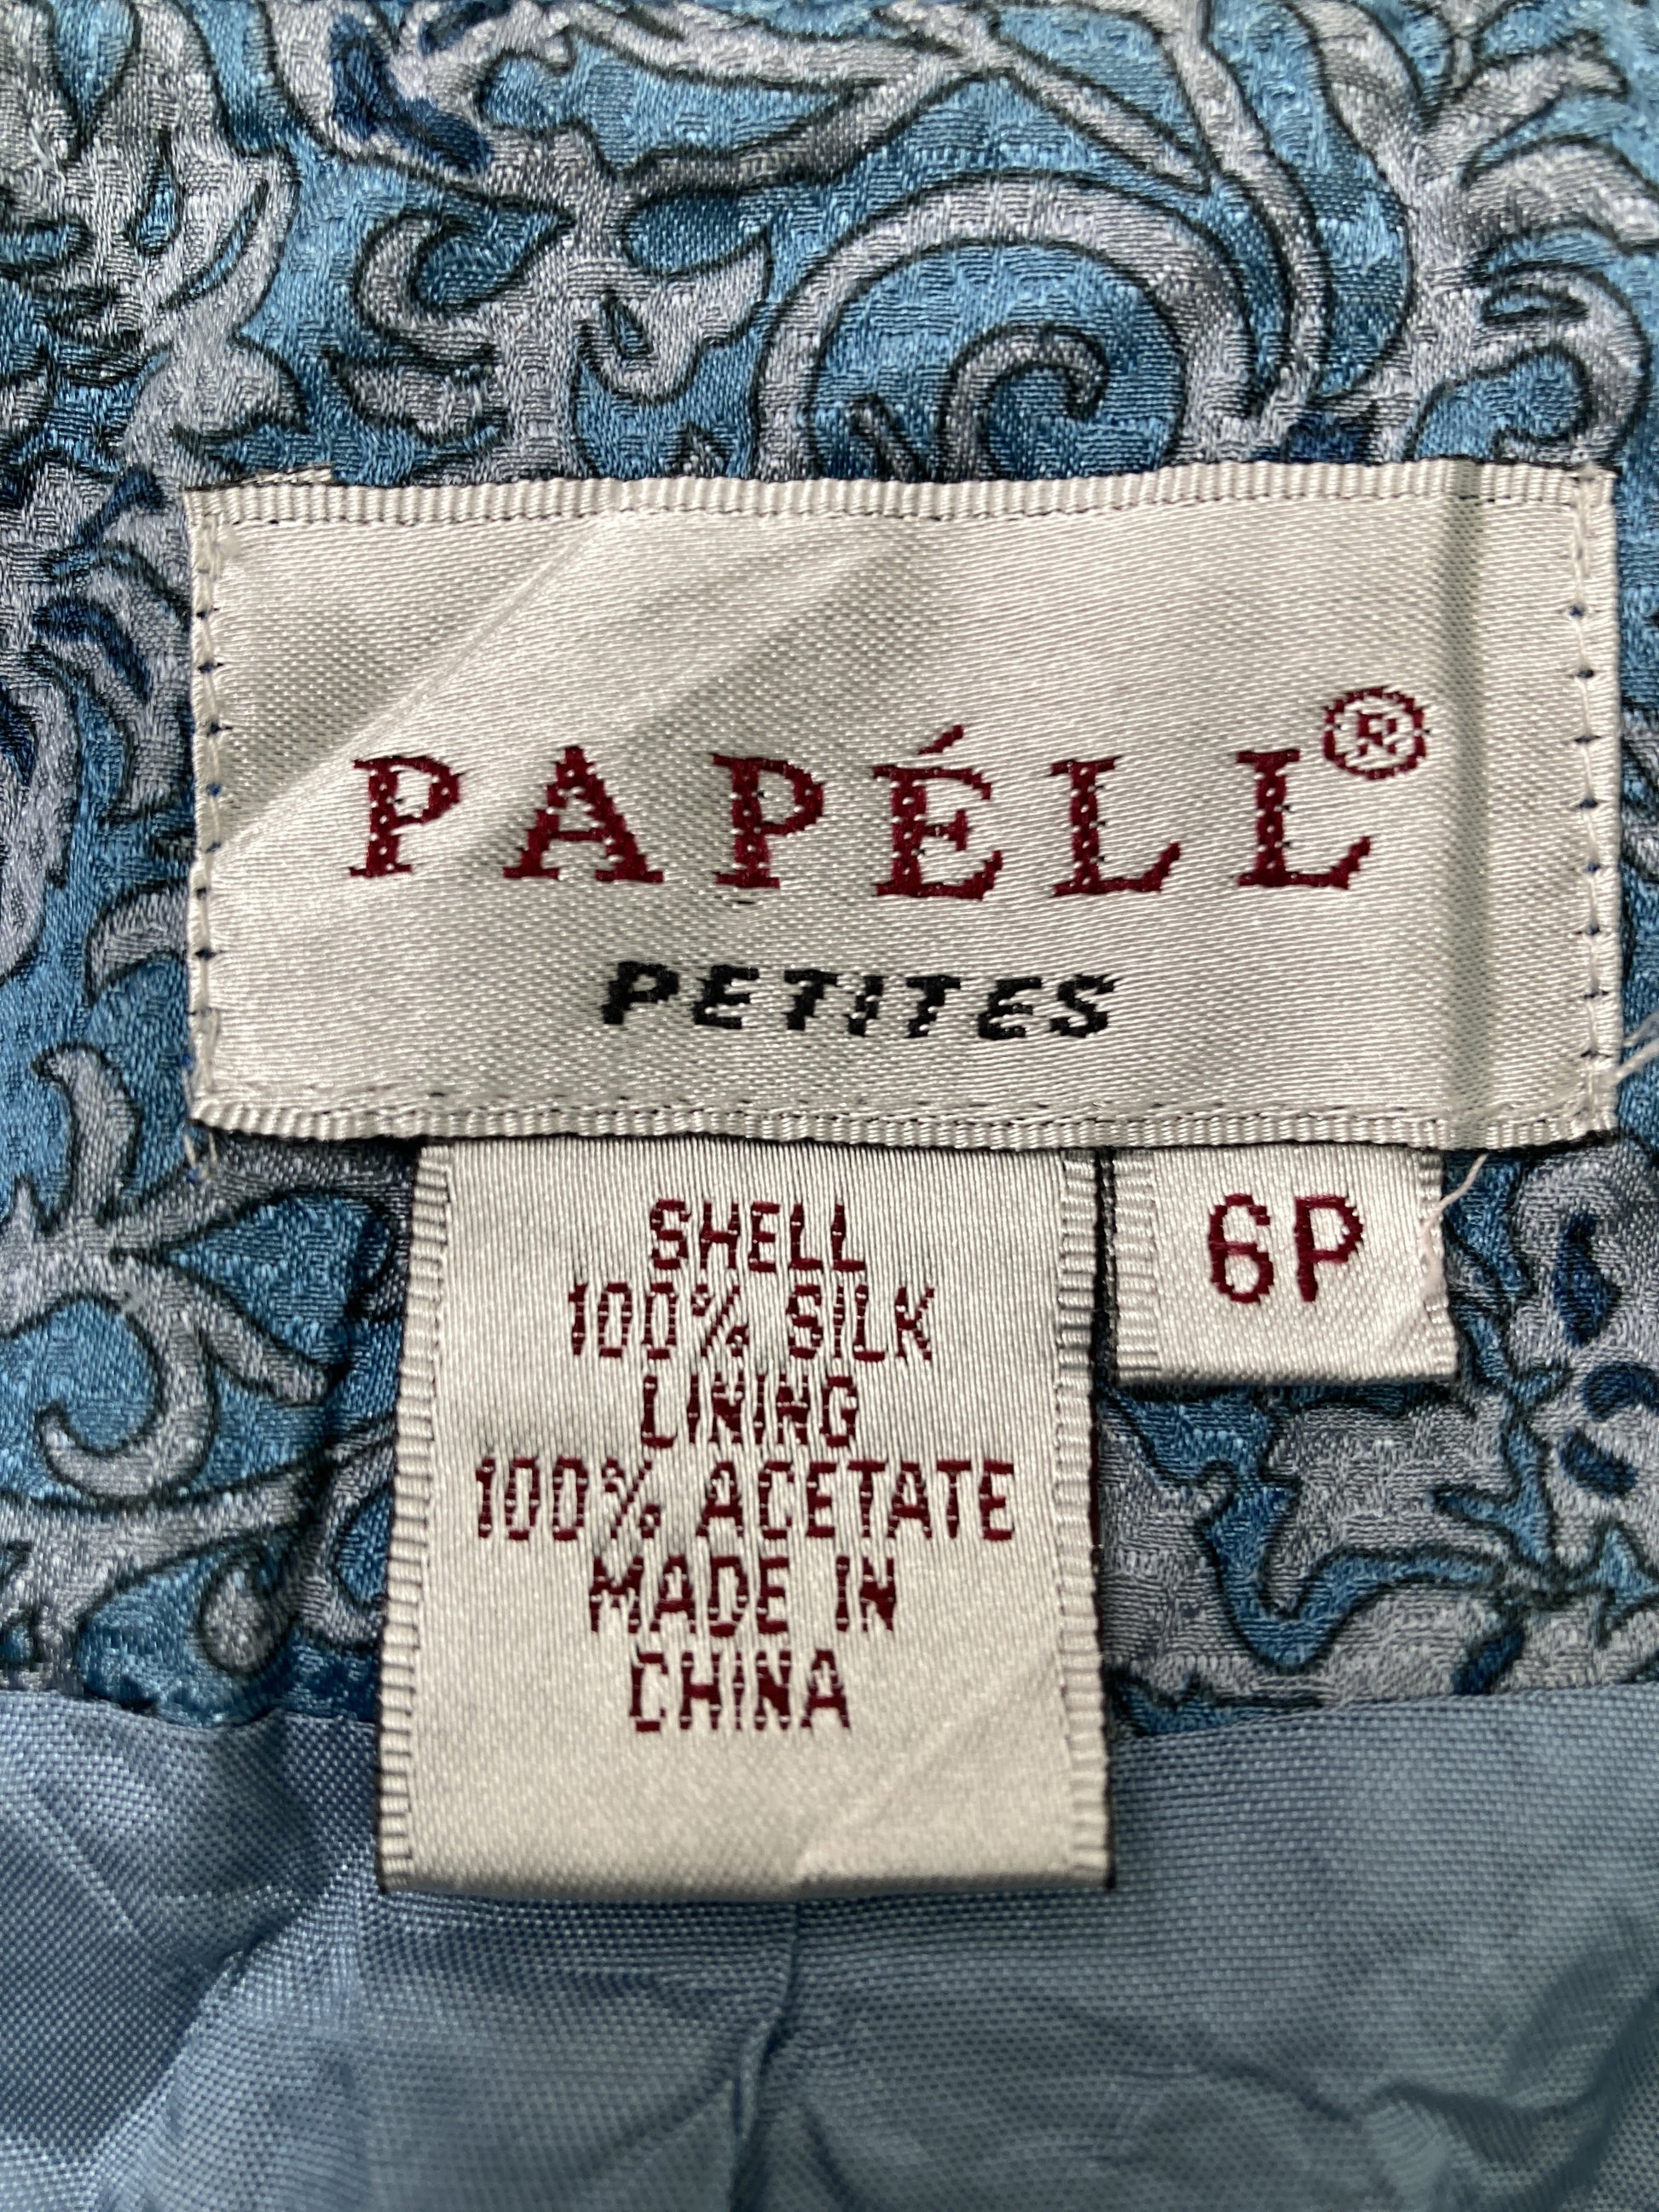 PAPÉLL®
PETITES
6P
SHELL
100% SILK
LINING
100% ACETATE
MADE IN
CHINA